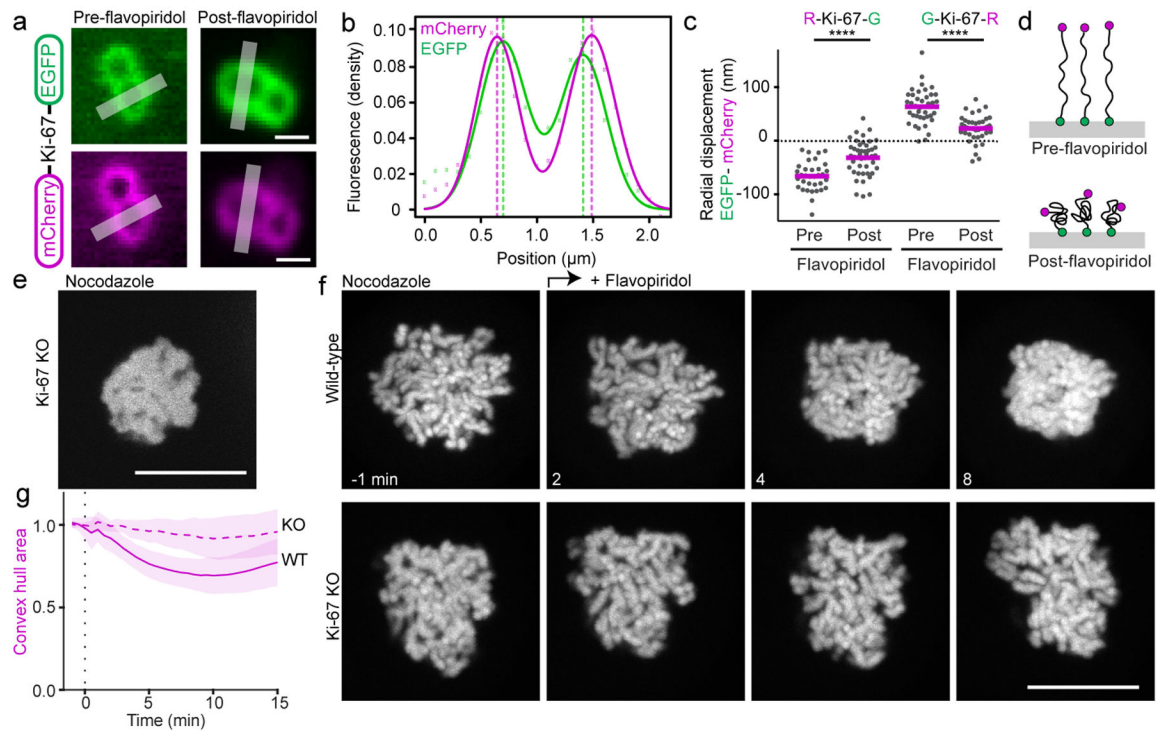 a
Pre-flavopiridol
Post-flavopiridol
mCherry-Ki-67-EGFP
b
mCherry
EGFP
Fluorescence (density)
0.10
0.08
0.06
0.04
0.02
0
0.0
0.5
1.0
1.5
2.0
Position (µm)
c
R-Ki-67-G
G-Ki-67-R
****
****
Radial displacement
EGFP- mCherry (nm)
100
0
-100
Pre
Post
Pre
Post
Flavopiridol
Flavopiridol
d
Pre-flavopiridol
Post-flavopiridol
e
Nocodazole
Ki-67 KO
f
Nocodazole
+ Flavopiridol
Wild-type
-1 min
2
4
8
Ki-67 KO
g
Convex hull area
1.0
0.5
0.0
KO
WT
0
5
10
15
Time (min)